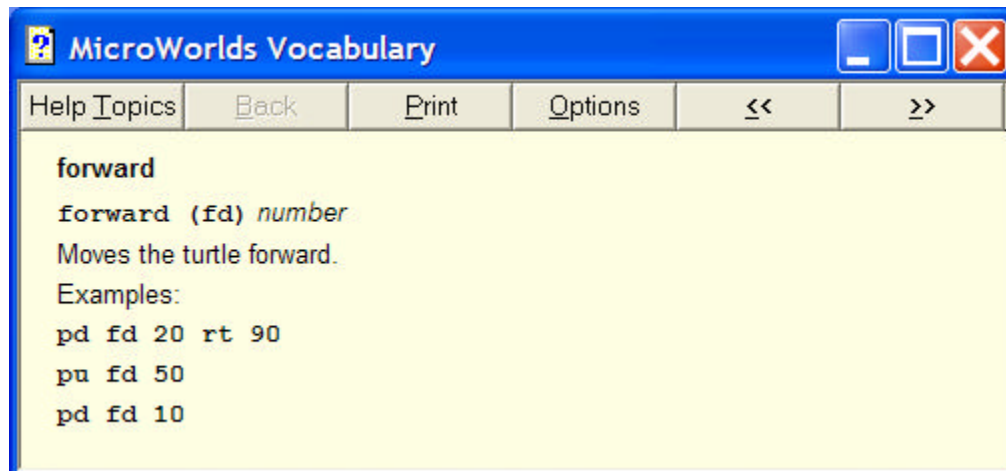 MicroWorlds Vocabulary
Help Topics Back Print Options << >>
forward
forward (fd) number
Moves the turtle forward.
Examples:
pd fd 20 rt 90
pu fd 50
pd fd 10